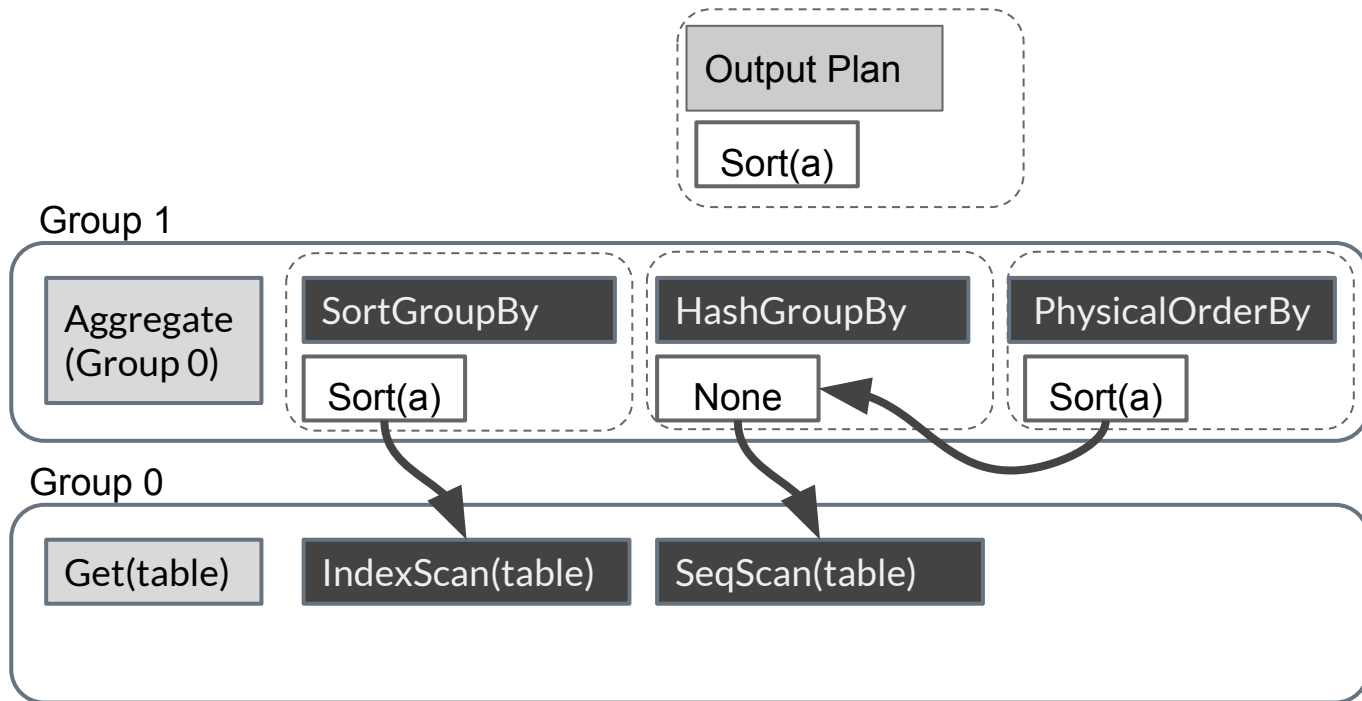 Output Plan
Sort(a)
Group 1
Aggregate
(Group 0)
SortGroupBy
HashGroupBy
PhysicalOrderBy
Sort(a)
None
Sort(a)
Group 0
Get(table)
IndexScan(table)
SeqScan(table)